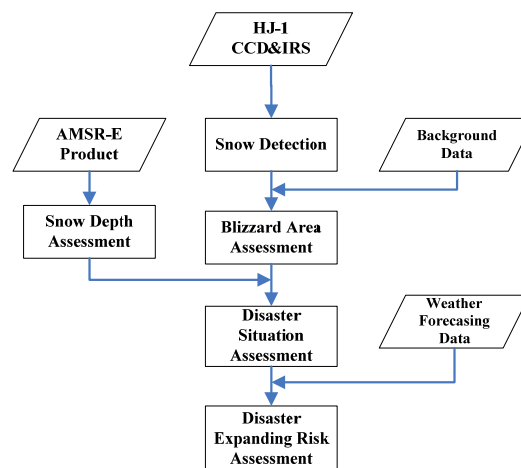 HJ-1
CCD&IRS
AMSR-E
Product
Snow Detection
Background
Data
Snow Depth
Assessment
Blizzard Area
Assessment
Disaster
Situation
Assessment
Weather
Forecasing
Data
Disaster
Expanding Risk
Assessment